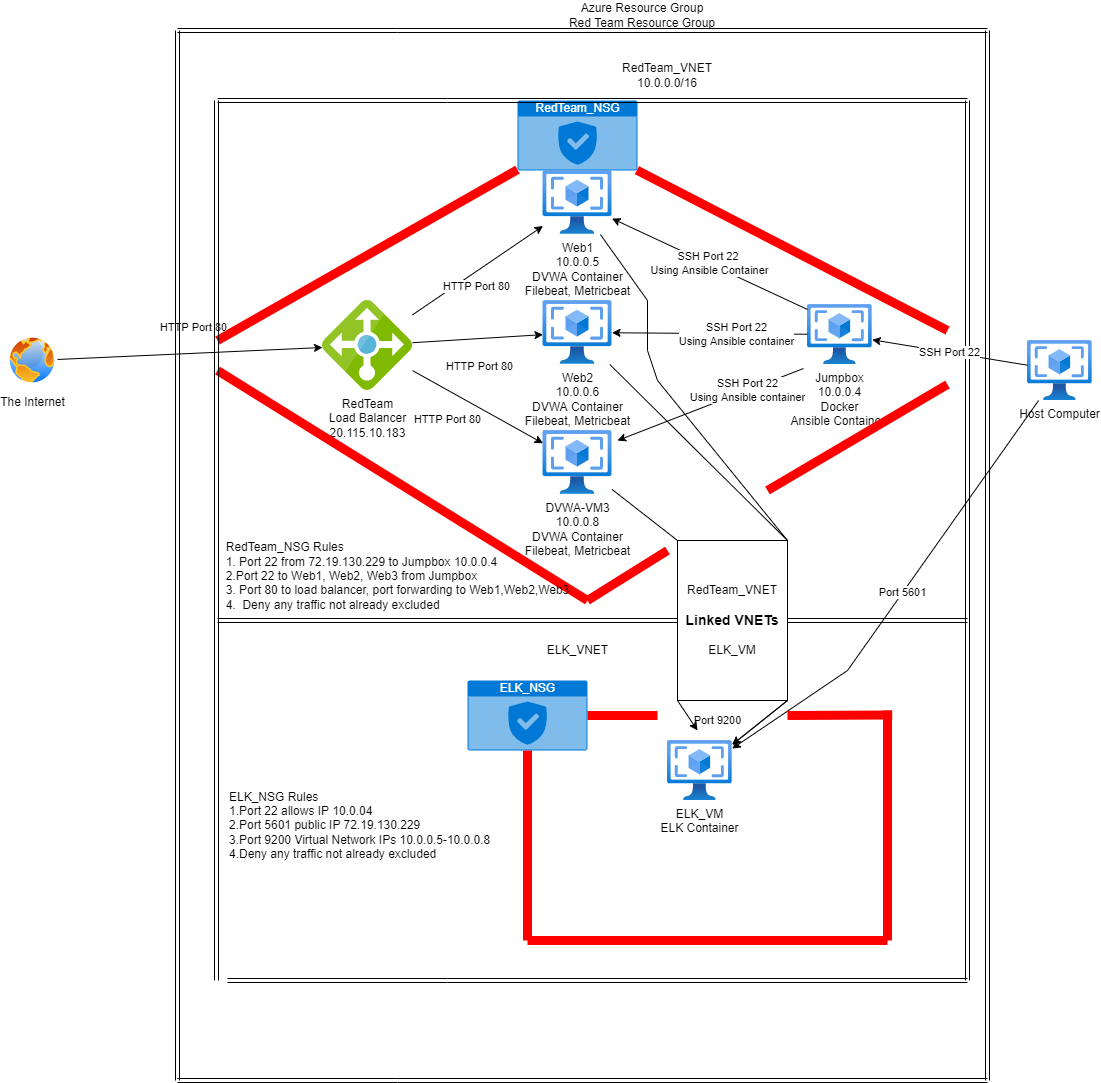 Azure Resource Group
Red Team Resource Group
RedTeam_VNET
10.0.0.0/16
RedTeam_NSG
Web1
10.0.0.5
DVWA Container
Filebeat, Metricbeat
SSH Port 22
Using Ansible Container
HTTP Port 80
HTTP Port 80
SSH Port 22
Using Ansible container
SSH Port 22
The Internet
RedTeam
Load Balancer
20.115.10.183
HTTP Port 80
Web2
10.0.0.6
DVWA Container
Filebeat, Metricbeat
SSH Port 22
Using Ansible container
Jumpbox
10.0.0.4
Docker
Ansible Container
Host Computer
HTTP Port 80
DVWA-VM3
10.0.0.8
DVWA Container
Filebeat, Metricbeat
RedTeam_NSG Rules
1. Port 22 from 72.19.130.229 to Jumpbox 10.0.0.4
2.Port 22 to Web1, Web2, Web3 from Jumpbox
3. Port 80 to load balancer, port forwarding to Web1,Web2,Web3
4. Deny any traffic not already excluded
RedTeam_VNET
Linked VNETs
ELK_VM
Port 5601
ELK_VNET
ELK_NSG
Port 9200
ELK_VM
ELK Container
ELK_NSG Rules
1.Port 22 allows IP 10.0.04
2.Port 5601 public IP 72.19.130.229
3.Port 9200 Virtual Network IPs 10.0.0.5-10.0.0.8
4.Deny any traffic not already excluded